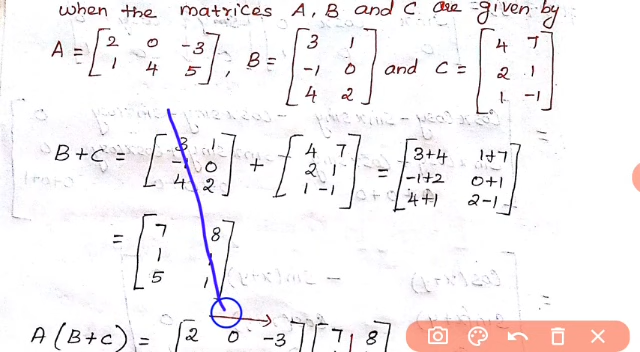 when the matrices A, B and C are given by
A = [2 0 -3; 1 4 5], B = [3 1; -1 0; 4 2] and C = [4 7; 2 1; 1 -1]
B+C = [3 1; -1 0; 4 2] + [4 7; 2 1; 1 -1] = [3+4 1+7; -1+2 0+1; 4+1 2-1]
= [7 8; 1 1; 5 1]
A (B+C) = [2 0 -3] [7 8]